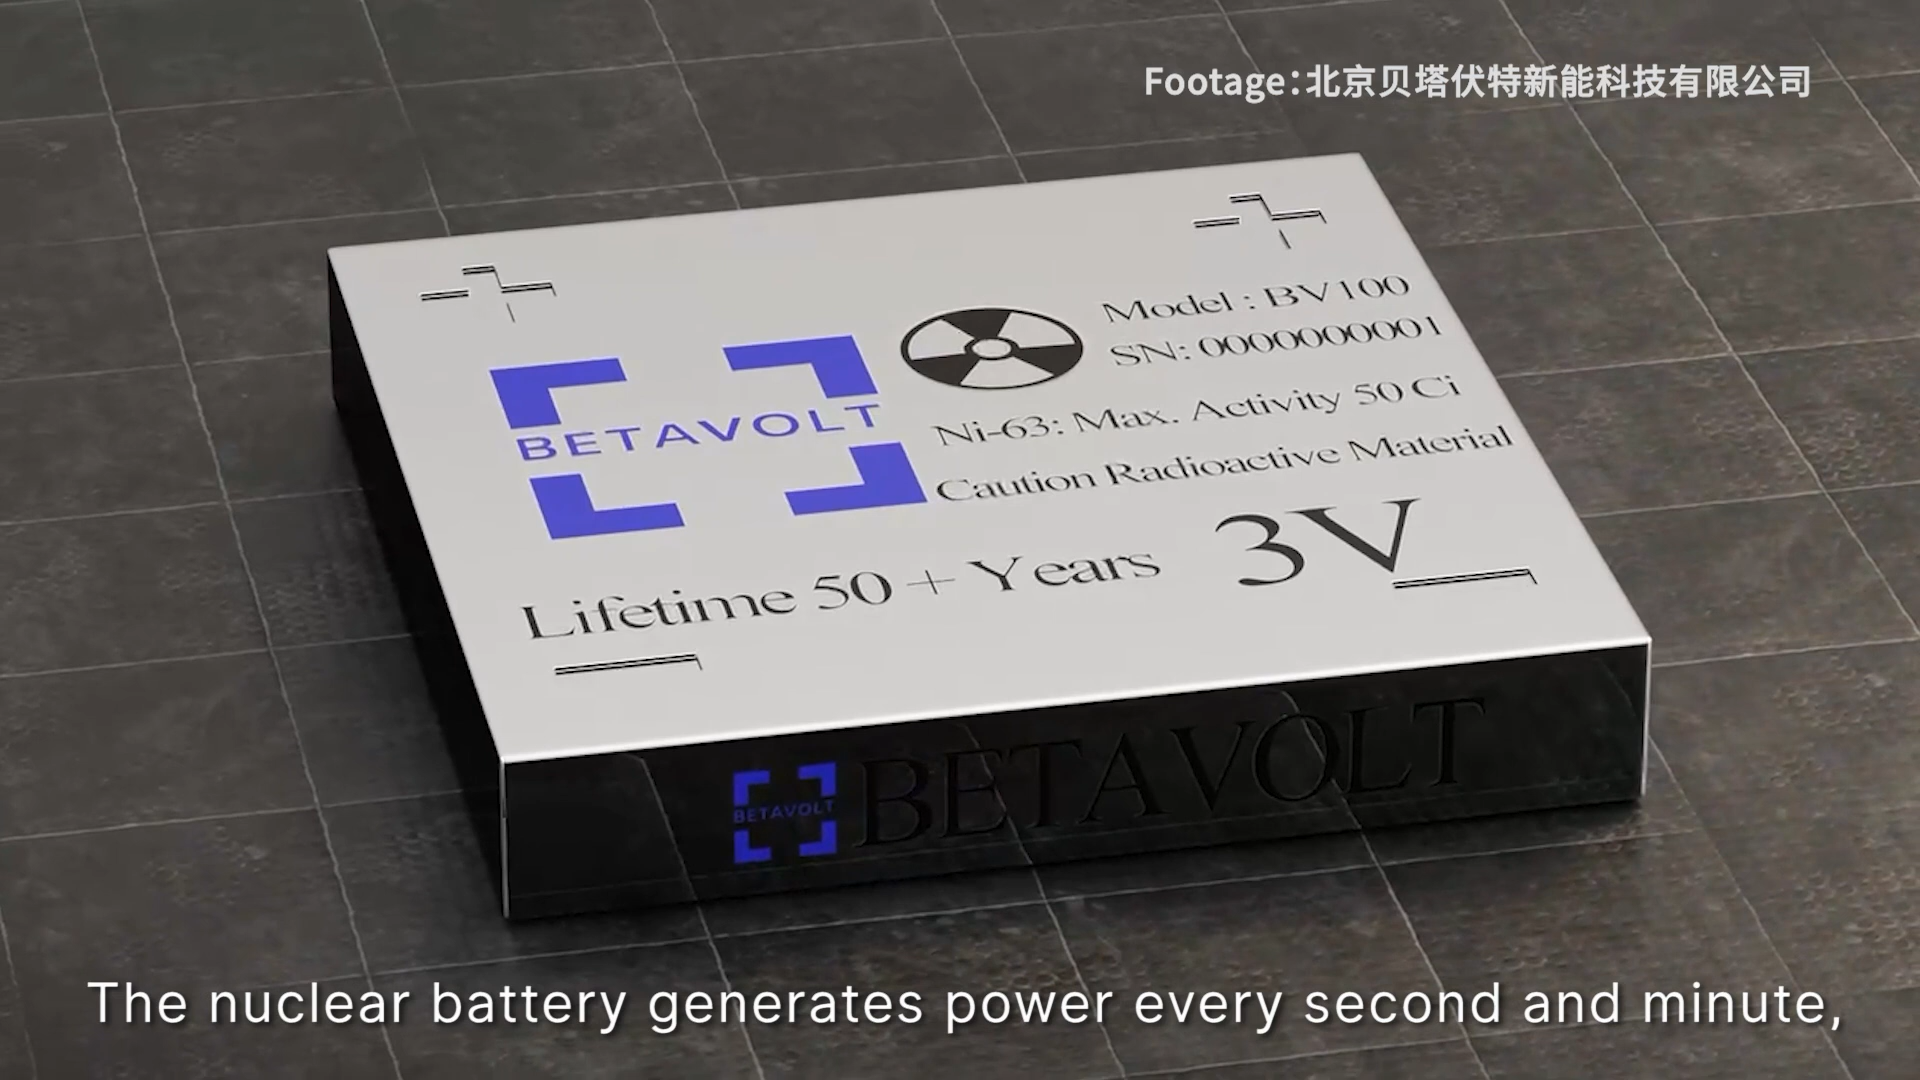 Footage:北京贝塔伏特新能科技有限公司
Model : BV100
SN: 0000000001
BETAVOLT
Ni-63: Max. Activity 50 Ci
Caution Radioactive Material
Lifetime 50 + Years
3V
BETAVOLT
BETAVOLT
The nuclear battery generates power every second and minute,